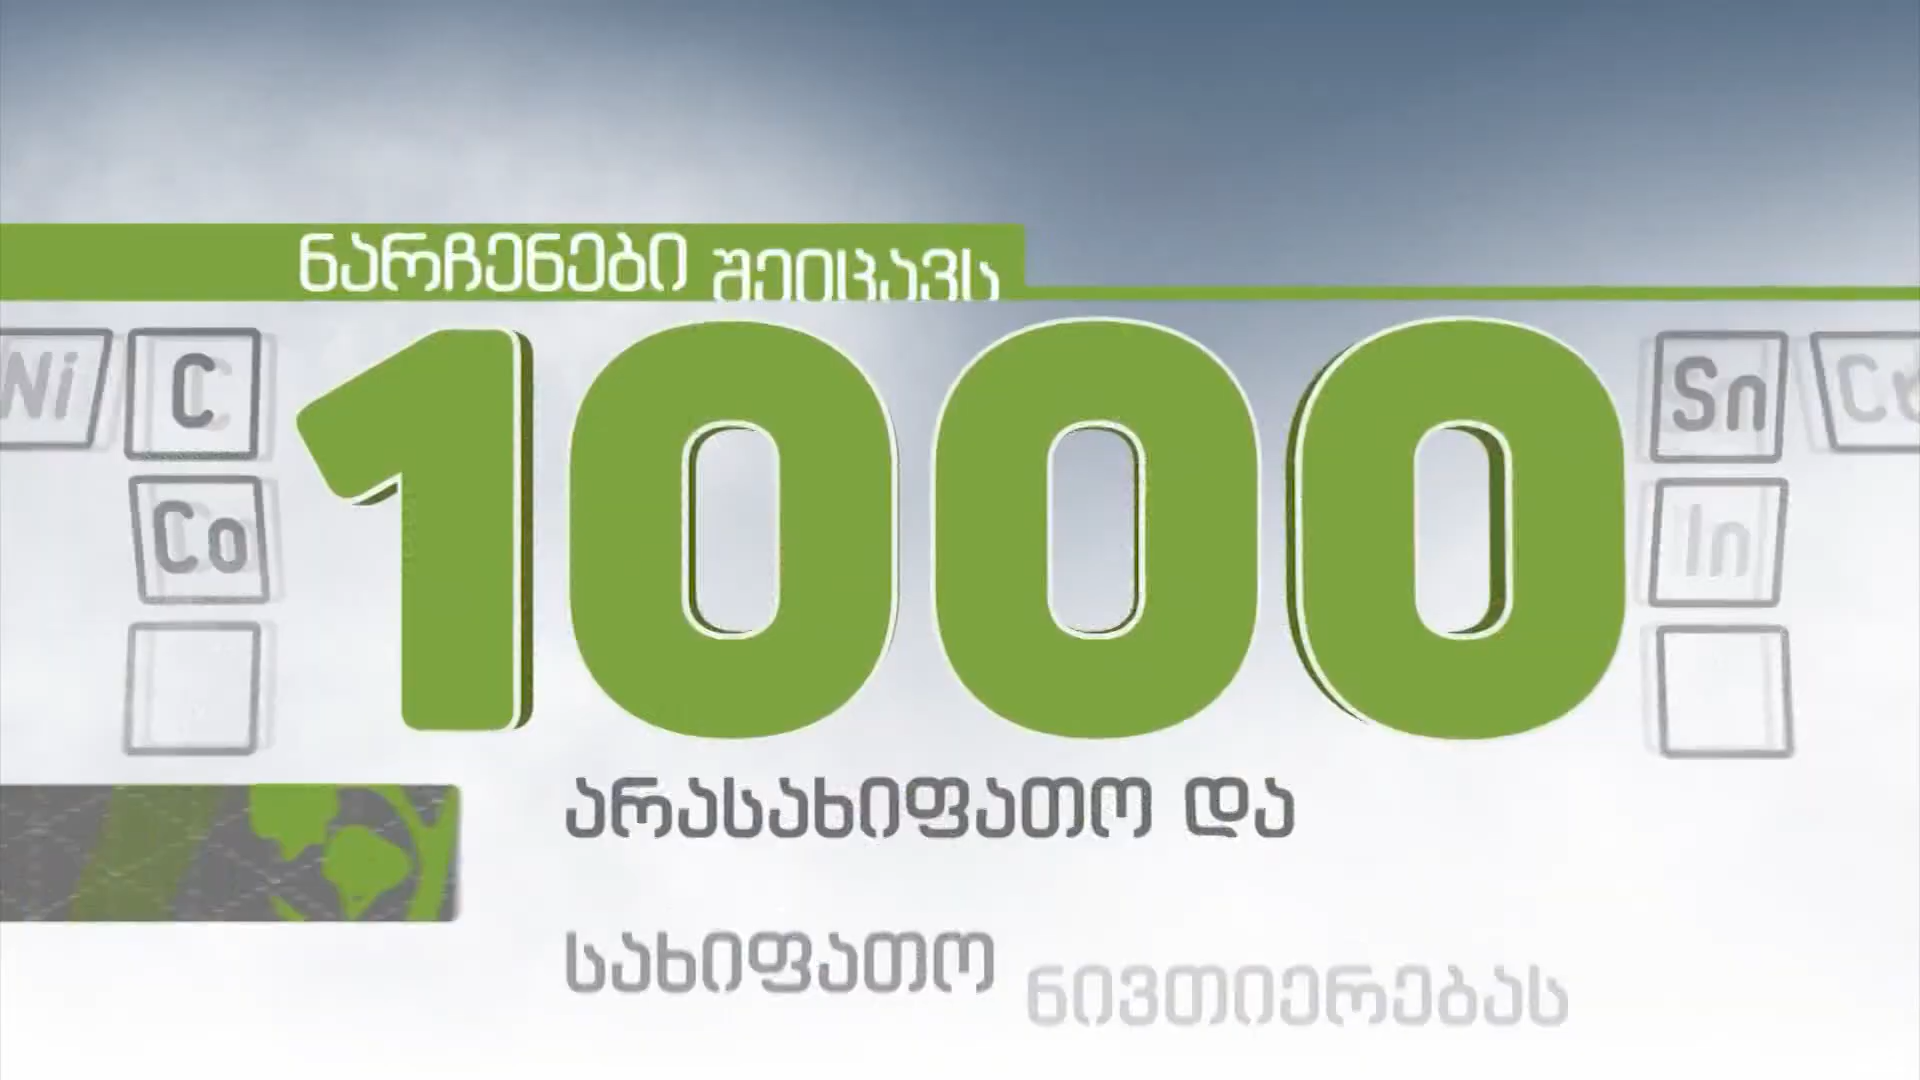 ნარჩენები შეიცავს
Ni C
Co
1000
Sn
In
არასახიფათო და
სახიფათო ნივთიერებას